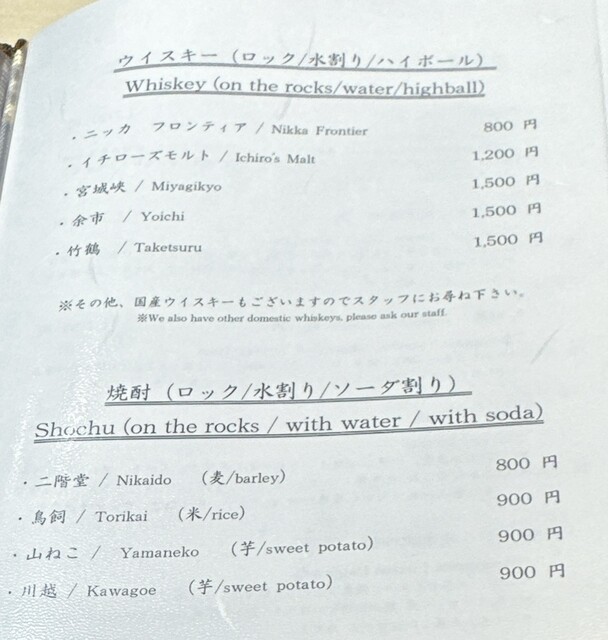 ウイスキー（ロック/水割り/ハイボール）
Whiskey (on the rocks/water/highball)
・ニッカ　フロンティア / Nikka Frontier 800 円
・イチローズモルト / Ichiro's Malt 1,200 円
・宮城峡 / Miyagikyo 1,500 円
・余市　/ Yoichi 1,500 円
・竹鶴　/ Taketsuru 1,500 円
※その他、国産ウイスキーもございますのでスタッフにお尋ね下さい。
※We also have other domestic whiskeys, please ask our staff.
焼酎（ロック/水割り/ソーダ割り）
Shochu (on the rocks / with water / with soda)
・二階堂 / Nikaido （麦/barley） 800 円
・鳥飼 / Torikai （米/rice） 900 円
・山ねこ / Yamaneko （芋/sweet potato） 900 円
・川越 / Kawagoe （芋/sweet potato） 900 円